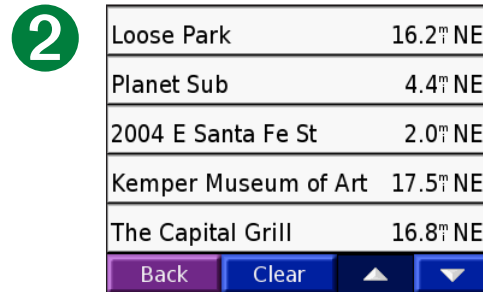 2
Loose Park 16.2 mi NE
Planet Sub 4.4 mi NE
2004 E Santa Fe St 2.0 mi NE
Kemper Museum of Art 17.5 mi NE
The Capital Grill 16.8 mi NE
Back Clear